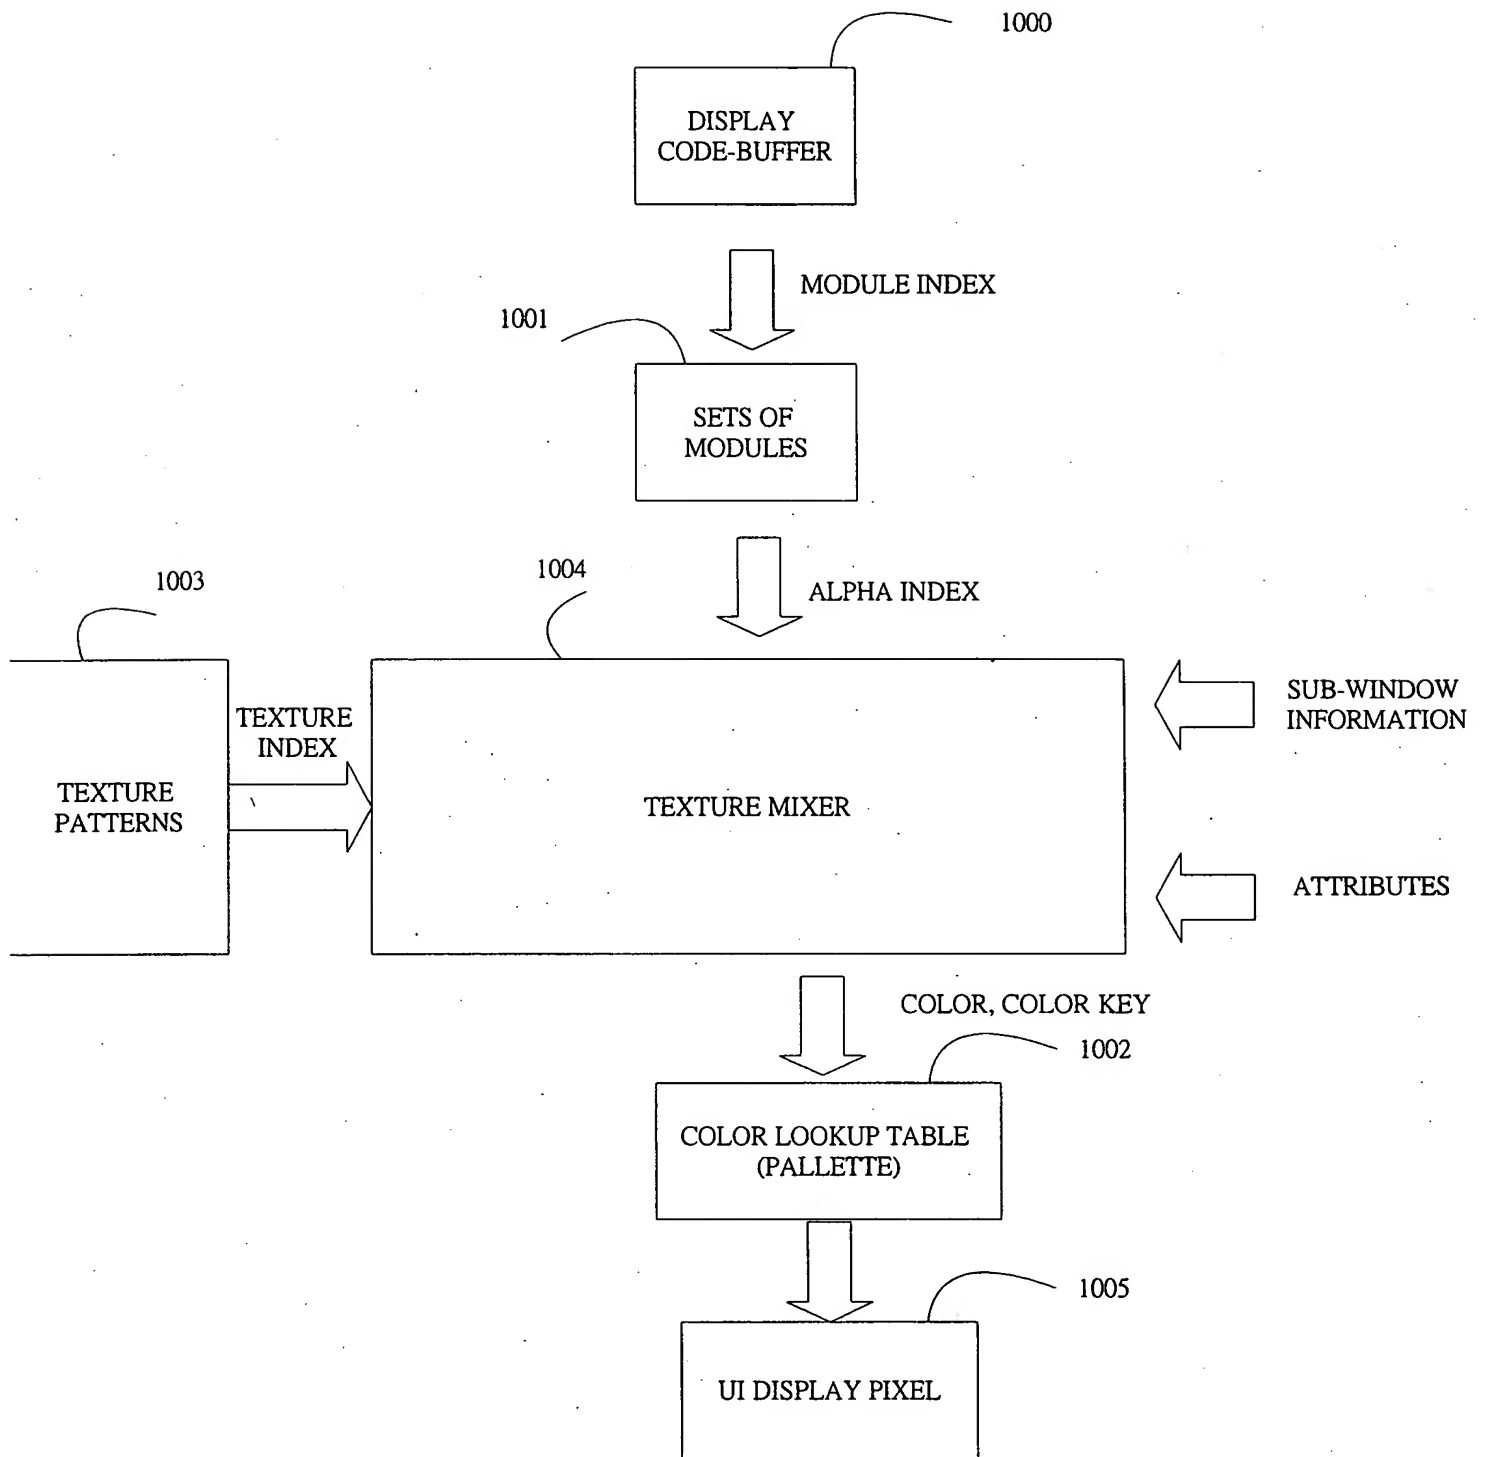 1000
DISPLAY
CODE-BUFFER
MODULE INDEX
1001
SETS OF
MODULES
1003
1004
ALPHA INDEX
TEXTURE
INDEX
SUB-WINDOW
INFORMATION
TEXTURE
PATTERNS
TEXTURE MIXER
ATTRIBUTES
COLOR, COLOR KEY
1002
COLOR LOOKUP TABLE
(PALLETTE)
1005
UI DISPLAY PIXEL